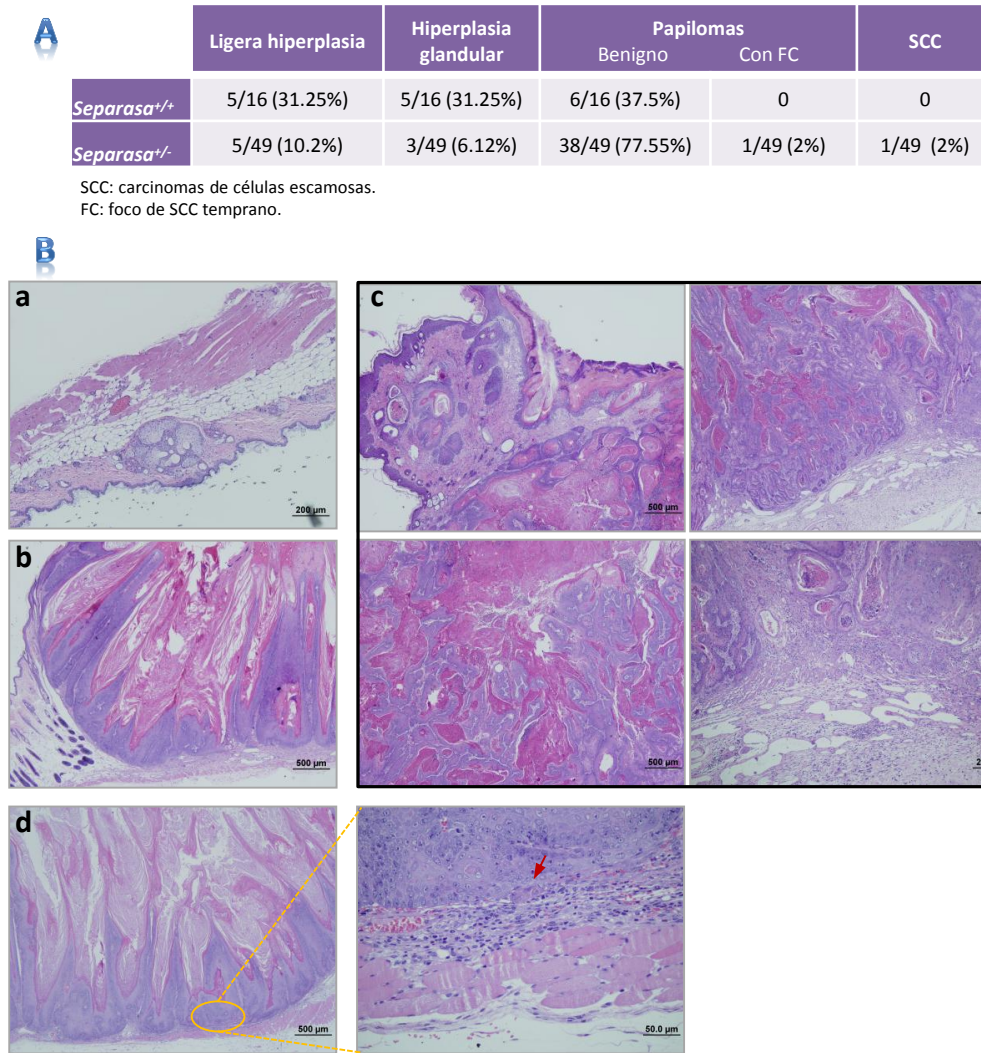 A
Ligera hiperplasia
Hiperplasia glandular
Papilomas
Benigno Con FC
SCC
Separasa+/+ 5/16 (31.25%) 5/16 (31.25%) 6/16 (37.5%) 0 0
Separasa+/- 5/49 (10.2%) 3/49 (6.12%) 38/49 (77.55%) 1/49 (2%) 1/49 (2%)
SCC: carcinomas de células escamosas.
FC: foco de SCC temprano.
B
a
200 µm
c
500 µm
b
500 µm
500 µm
d
500 µm
50.0 µm